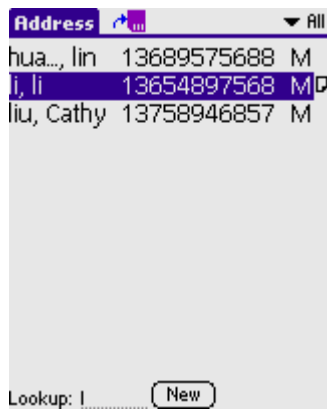 Address All
hua..., lin 13689575688 M
li, li 13654897568 M
liu, Cathy 13758946857 M
Lookup: l New